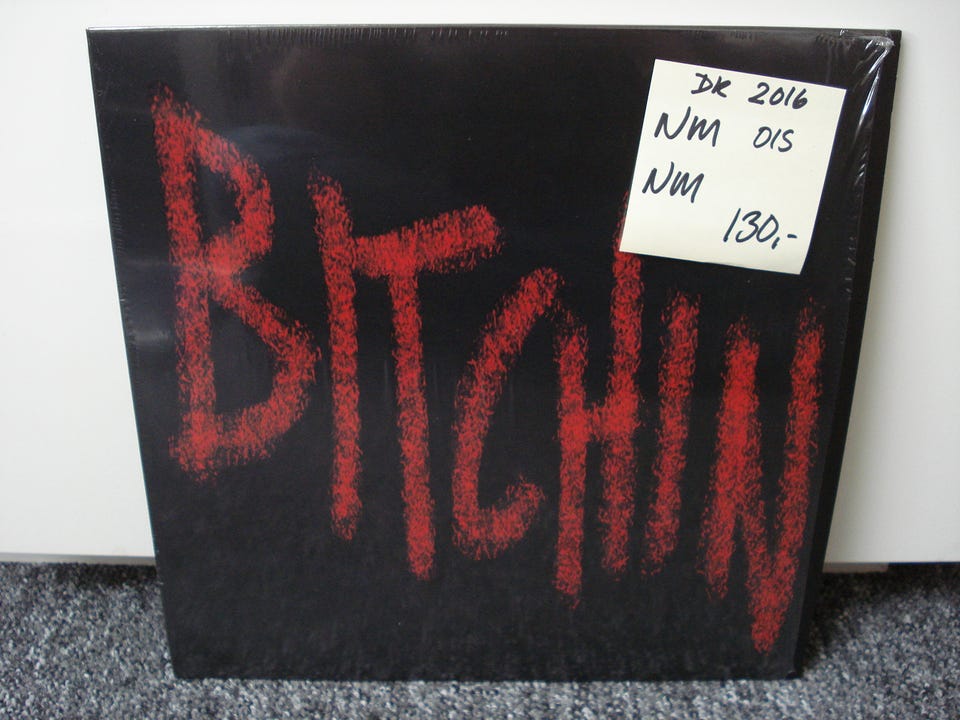 BITCHIN
DK 2016
NM OIS
NM
130,-